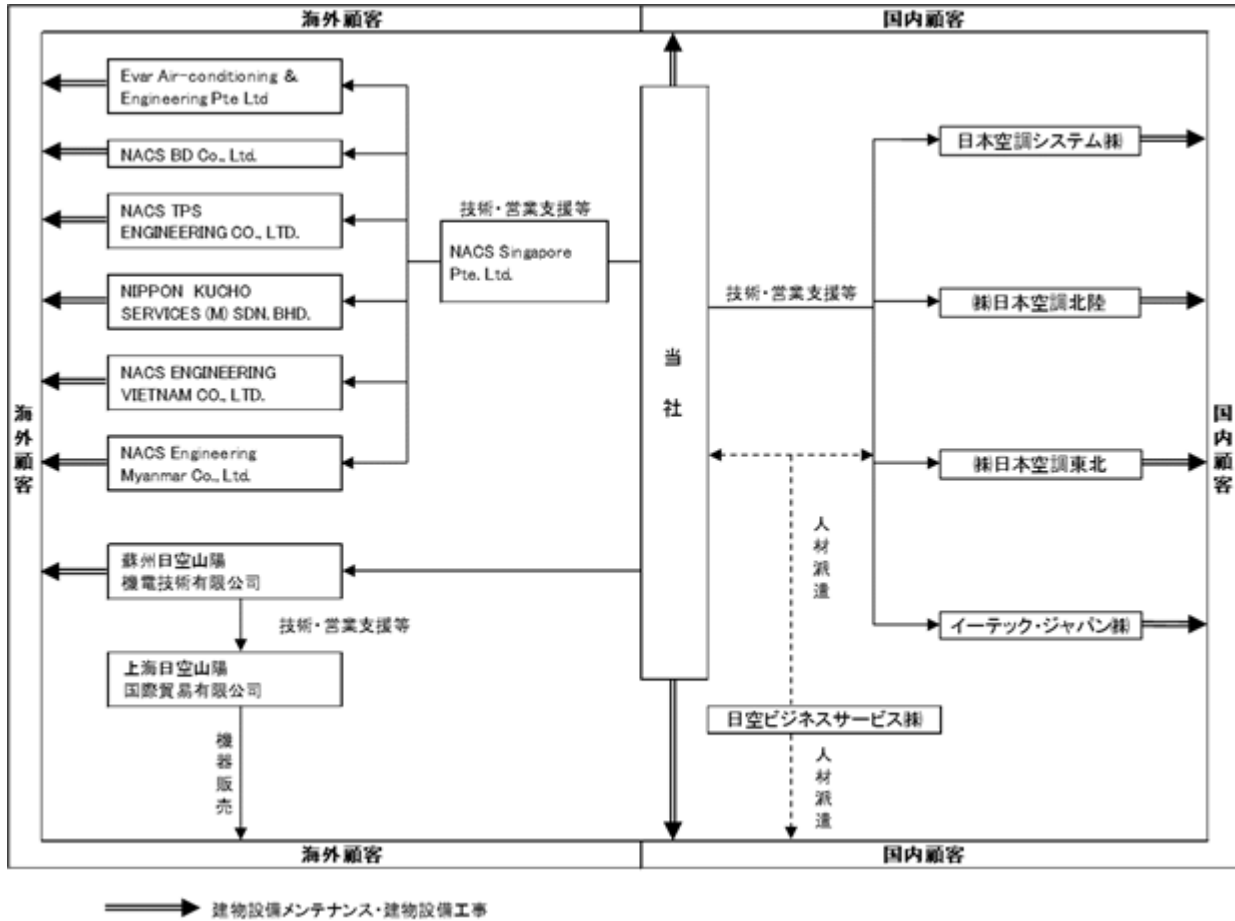 海外顧客
国内顧客
Evar Air-conditioning &
Engineering Pte Ltd
NACS BD Co., Ltd.
NACS TPS
ENGINEERING CO., LTD.
NIPPON KUCHO
SERVICES (M) SDN. BHD.
NACS ENGINEERING
VIETNAM CO., LTD.
NACS Engineering
Myanmar Co., Ltd.
蘇州日空山陽
機電技術有限公司
技術・営業支援等
上海日空山陽
国際貿易有限公司
機器販売
技術・営業支援等
NACS Singapore
Pte. Ltd.
当社
技術・営業支援等
日本空調システム㈱
㈱日本空調北陸
㈱日本空調東北
イーテック・ジャパン㈱
人材派遣
日空ビジネスサービス㈱
人材派遣
海外顧客
国内顧客
海外顧客
国内顧客
建物設備メンテナンス・建物設備工事